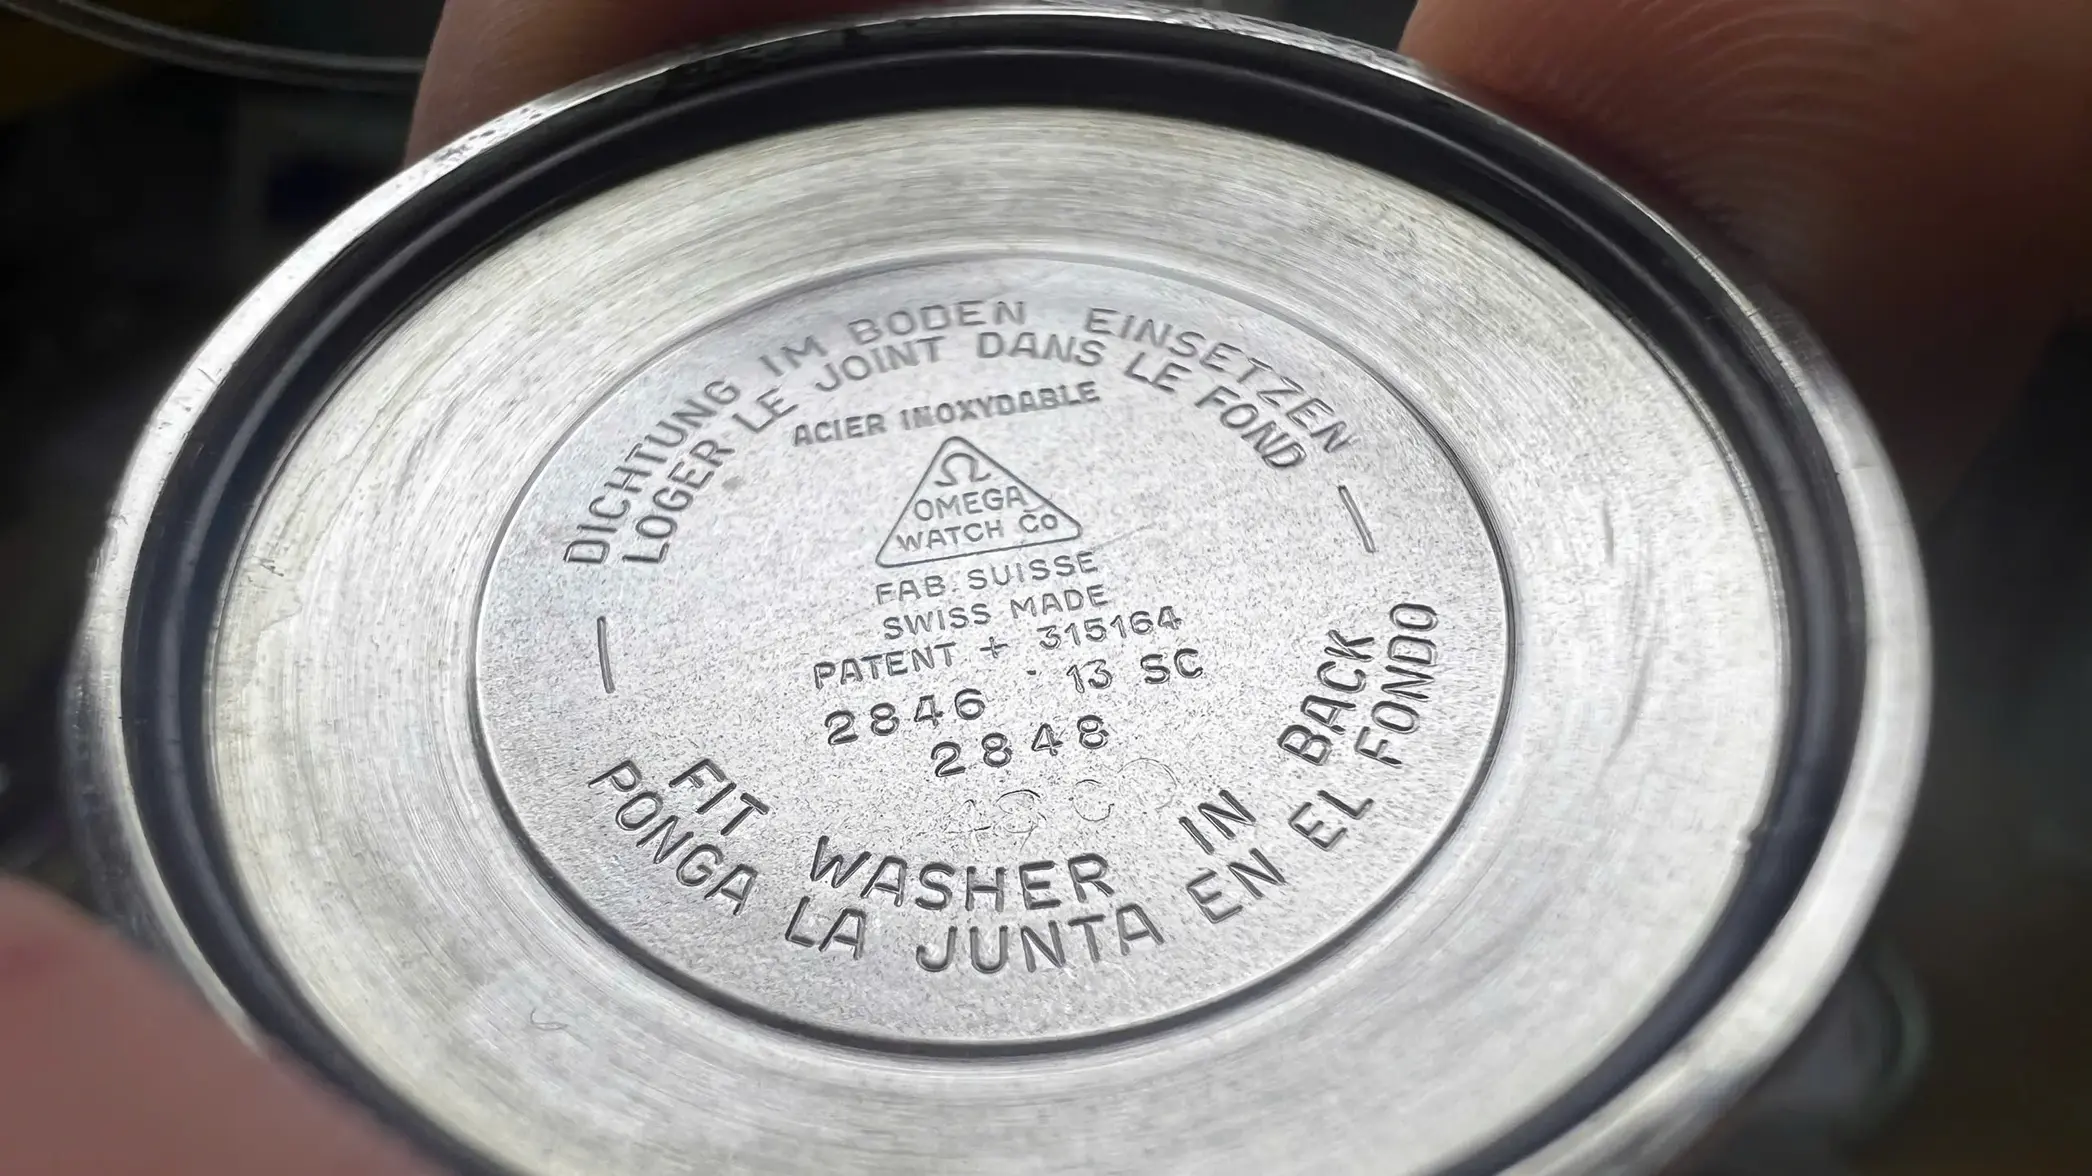 DICHTUNG IM BODEN EINSETZEN
LOGER LE JOINT DANS LE FOND
ACIER INOXYDABLE
Ω
OMEGA
WATCH Co
FAB. SUISSE
SWISS MADE
PATENT + 315164
2846 · 13 SC
2848
FIT WASHER IN BACK
PONGA LA JUNTA EN EL FONDO